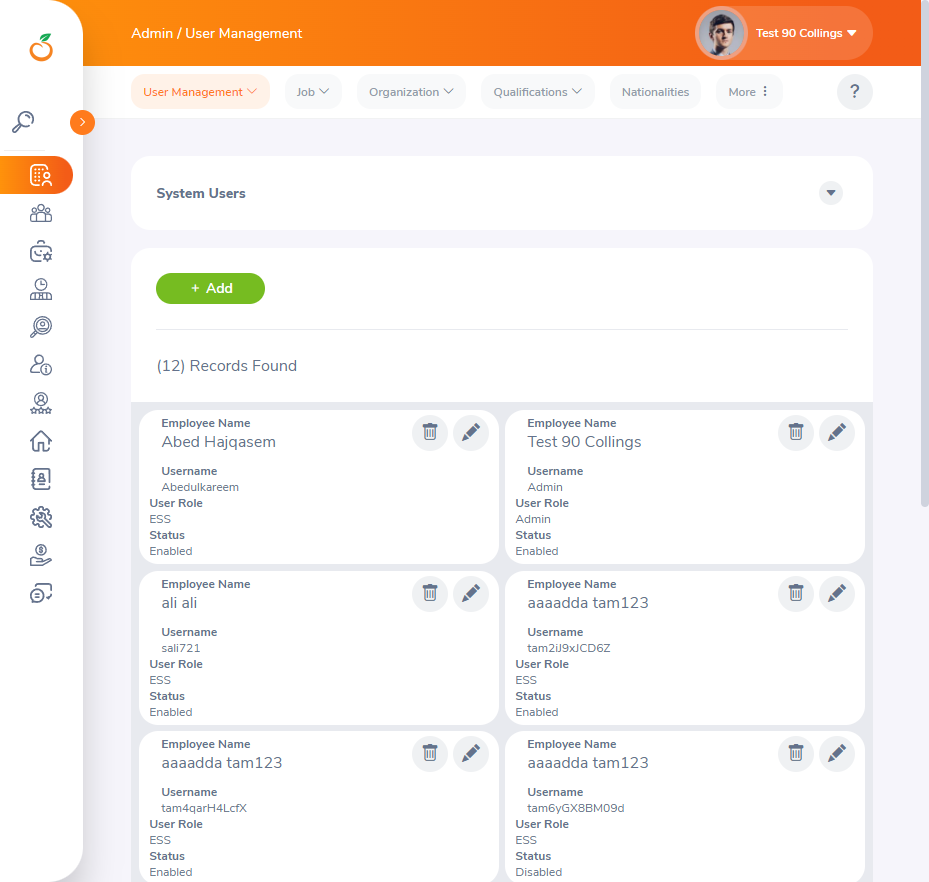 Admin / User Management
Test 90 Collings
User Management
Job
Organization
Qualifications
Nationalities
More
?
System Users
+ Add
(12) Records Found
Employee Name
Abed Hajqasem
Username
Abedulkareem
User Role
ESS
Status
Enabled
Employee Name
Test 90 Collings
Username
Admin
User Role
Admin
Status
Enabled
Employee Name
ali ali
Username
sali721
User Role
ESS
Status
Enabled
Employee Name
aaaadda tam123
Username
tam2iJ9xJCD6Z
User Role
ESS
Status
Enabled
Employee Name
aaaadda tam123
Username
tam4qarH4LcfX
User Role
ESS
Status
Enabled
Employee Name
aaaadda tam123
Username
tam6yGX8BM09d
User Role
ESS
Status
Disabled